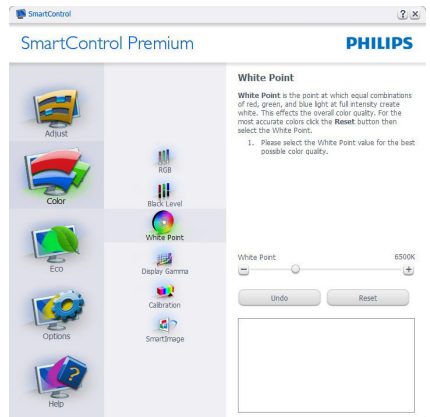 SmartControl
SmartControl Premium
PHILIPS
Adjust
Color
Eco
Options
Help
RGB
Black Level
White Point
Display Gamma
Calibration
SmartImage
White Point
White Point is the point at which equal combinations
of red, green, and blue light at full intensity create
white. This effects the overall color quality. For the
most accurate colors click the Reset button then
select the White Point.
1. Please select the White Point value for the best
possible color quality.
White Point 6500K
Undo Reset